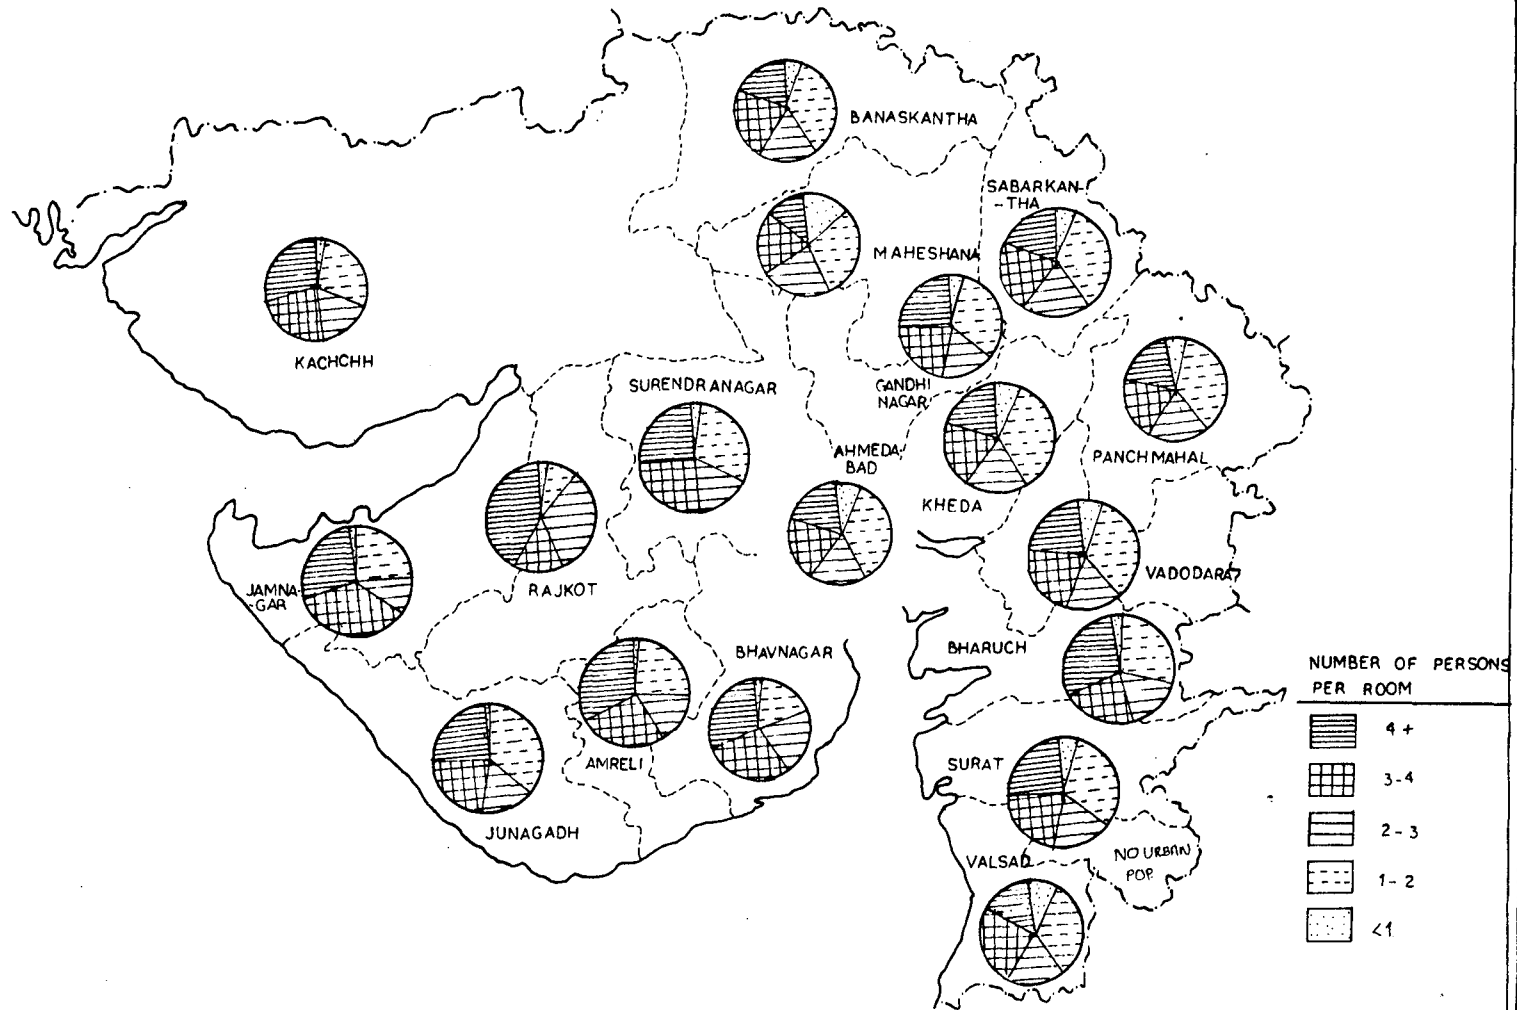 BANASKANTHA
SABARKAN-
-THA
MAHESHANA
KACHCHH
SURENDRANAGAR
GANDHI
NAGAR
AHMEDA-
BAD
PANCHMAHAL
KHEDA
JAMNA-
-GAR
RAJKOT
VADODARA
BHAVNAGAR
BHARUCH
AMRELI
SURAT
JUNAGADH
VALSAD
NO URBAN
POP.
NUMBER OF PERSONS
PER ROOM
4 +
3-4
2-3
1-2
<1